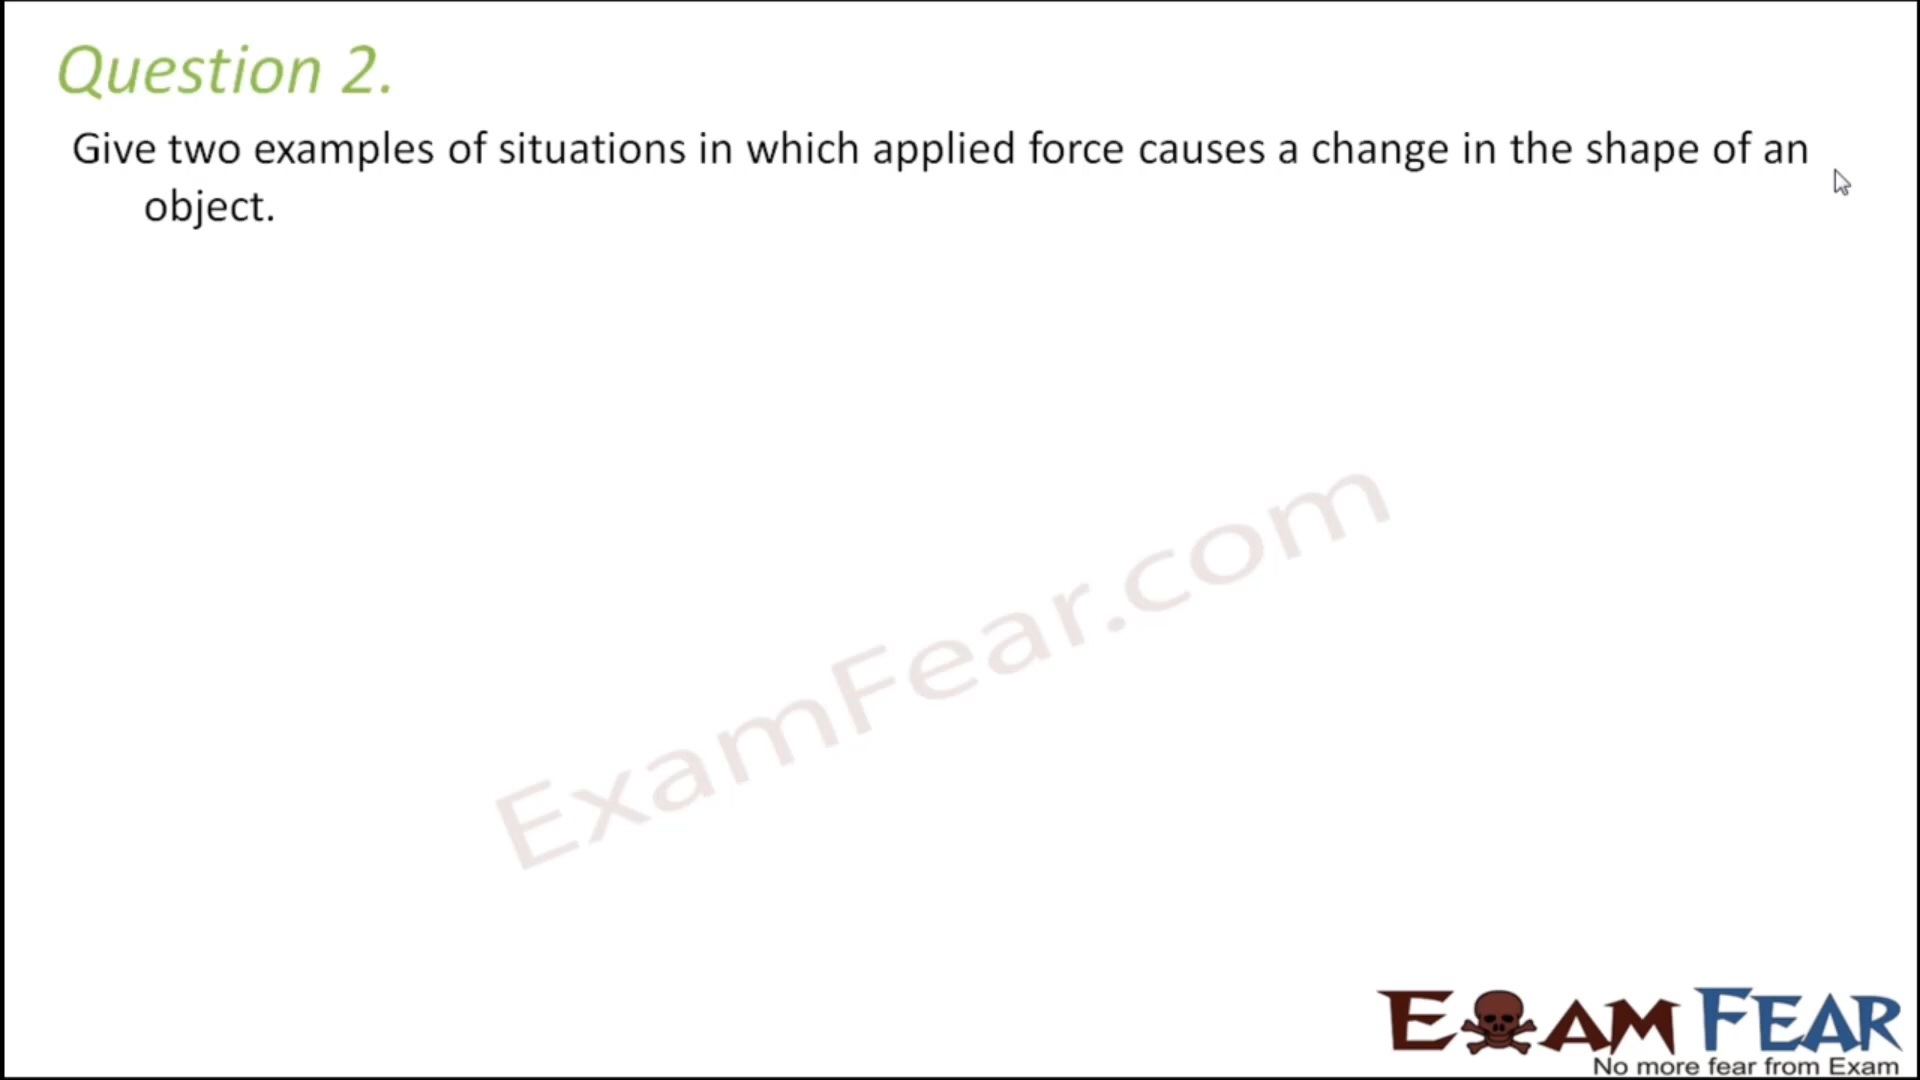 Question 2.
Give two examples of situations in which applied force causes a change in the shape of an
object.
ExamFear.com
EXAM FEAR
No more fear from Exam